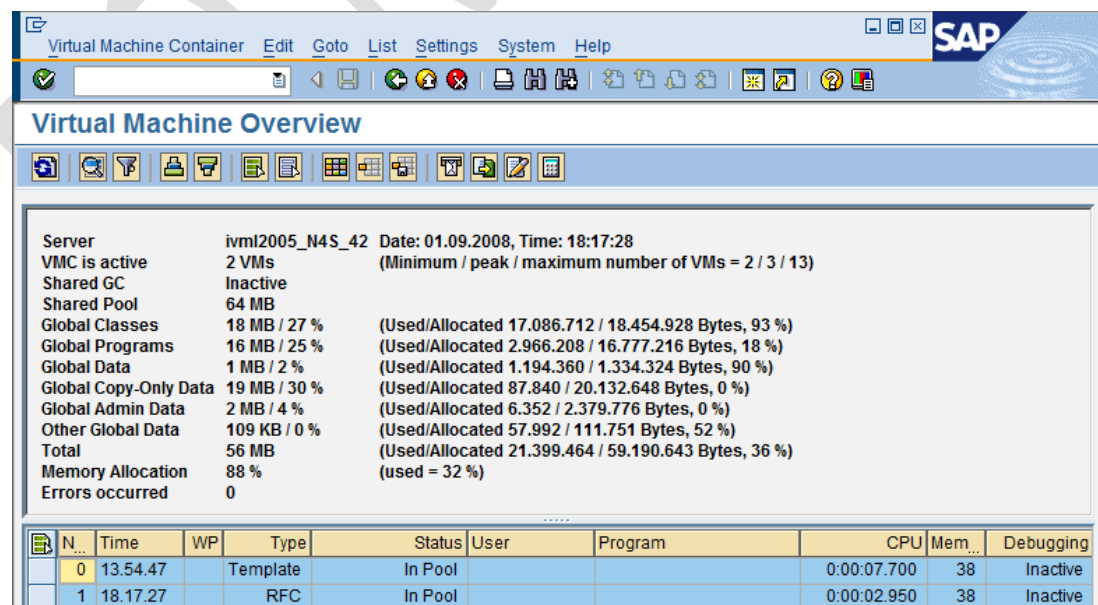 Virtual Machine Container Edit Goto List Settings System Help
SAP
Virtual Machine Overview
Server ivml2005_N4S_42 Date: 01.09.2008, Time: 18:17:28
VMC is active 2 VMs (Minimum / peak / maximum number of VMs = 2 / 3 / 13)
Shared GC Inactive
Shared Pool 64 MB
Global Classes 18 MB / 27 % (Used/Allocated 17.086.712 / 18.454.928 Bytes, 93 %)
Global Programs 16 MB / 25 % (Used/Allocated 2.966.208 / 16.777.216 Bytes, 18 %)
Global Data 1 MB / 2 % (Used/Allocated 1.194.360 / 1.334.324 Bytes, 90 %)
Global Copy-Only Data 19 MB / 30 % (Used/Allocated 87.840 / 20.132.648 Bytes, 0 %)
Global Admin Data 2 MB / 4 % (Used/Allocated 6.352 / 2.379.776 Bytes, 0 %)
Other Global Data 109 KB / 0 % (Used/Allocated 57.992 / 111.751 Bytes, 52 %)
Total 56 MB (Used/Allocated 21.399.464 / 59.190.643 Bytes, 36 %)
Memory Allocation 88 % (used = 32 %)
Errors occurred 0
N... Time WP Type Status User Program CPU Mem... Debugging
0 13.54.47 Template In Pool 0:00:07.700 38 Inactive
1 18.17.27 RFC In Pool 0:00:02.950 38 Inactive